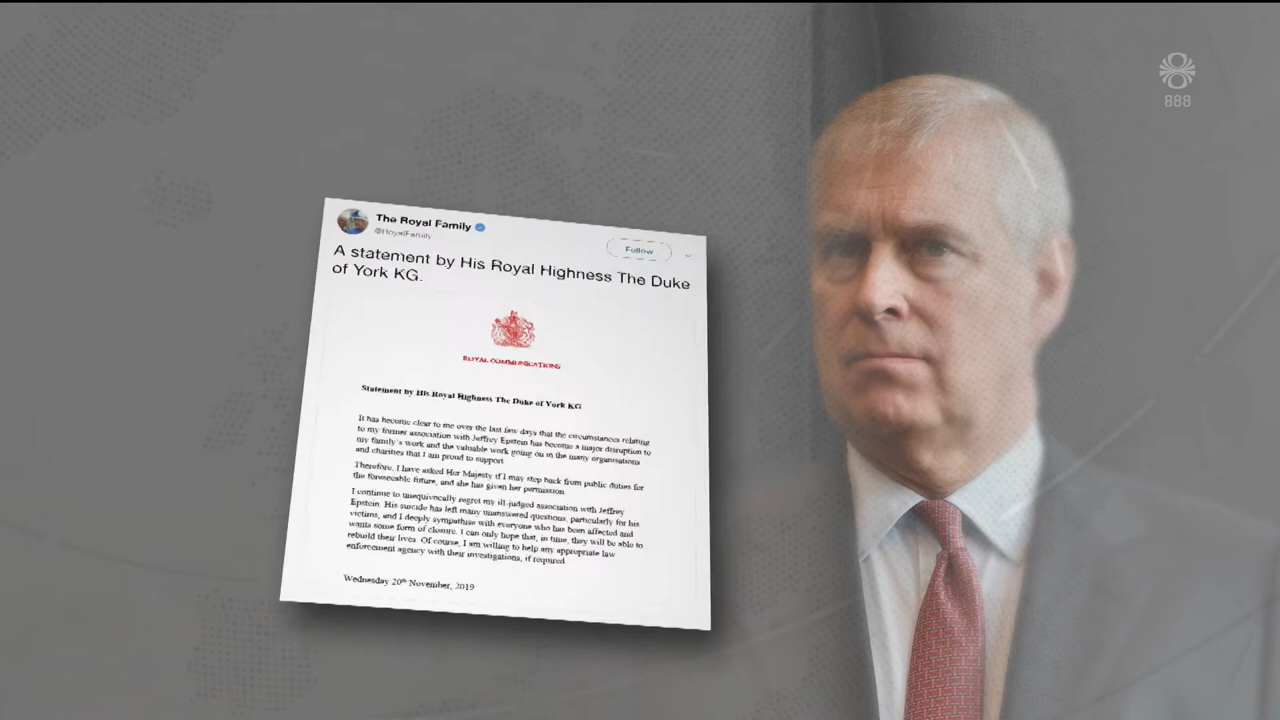 888
The Royal Family
@RoyalFamily
Follow
A statement by His Royal Highness The Duke
of York KG.
ROYAL COMMUNICATIONS
Statement by His Royal Highness The Duke of York KG
It has become clear to me over the last few days that the circumstances relating
to my former association with Jeffrey Epstein has become a major disruption to
my family's work and the valuable work going on in the many organisations
and charities that I am proud to support
Therefore, I have asked Her Majesty if I may step back from public duties for
the foreseeable future, and she has given her permission
I continue to unequivocally regret my ill-judged association with Jeffrey
Epstein. His suicide has left many unanswered questions, particularly for his
victims, and I deeply sympathise with everyone who has been affected and
wants some form of closure. I can only hope that, in time, they will be able to
rebuild their lives. Of course, I am willing to help any appropriate law
enforcement agency with their investigations, if required.
Wednesday 20th November, 2019